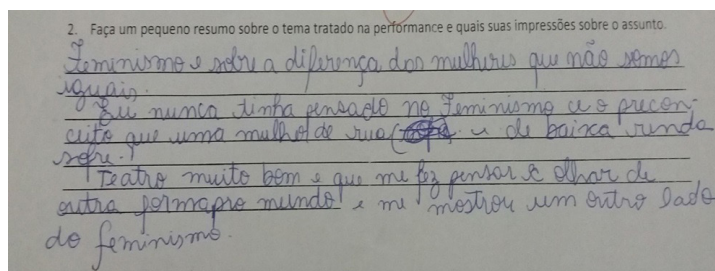 2. Faça um pequeno resumo sobre o tema tratado na performance e quais suas impressões sobre o assunto.
Feminismo e sobre a diferença das mulheres que não somos
iguais.
Eu nunca tinha pensado no Feminismo e o precon-
ceito que uma mulher de rua ( e de baixa renda
sofre.
Teatro muito bom e que me fez pensar e olhar de
outra forma pro mundo e me mostrou um outro lado
do feminismo.